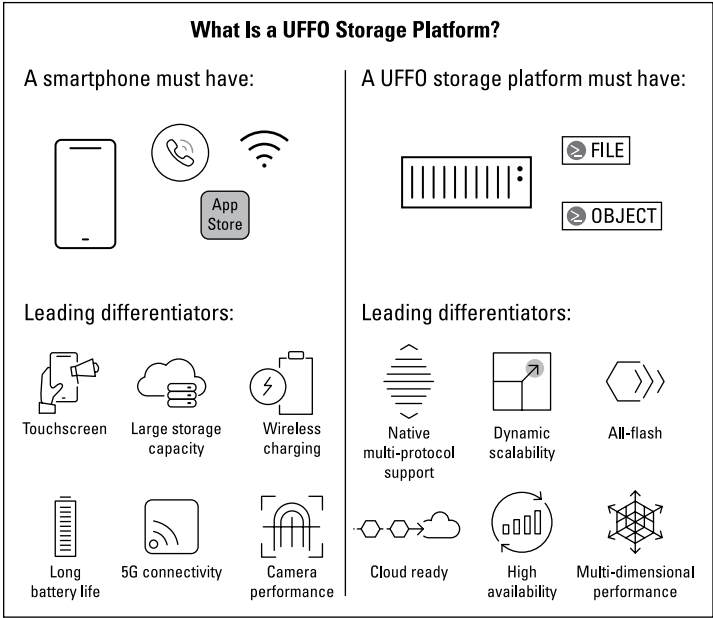 What Is a UFFO Storage Platform?
A smartphone must have:
App
Store
Leading differentiators:
Touchscreen
Large storage
capacity
Wireless
charging
Long
battery life
5G connectivity
Camera
performance
A UFFO storage platform must have:
FILE
OBJECT
Leading differentiators:
Native
multi-protocol
support
Dynamic
scalability
All-flash
Cloud ready
High
availability
Multi-dimensional
performance